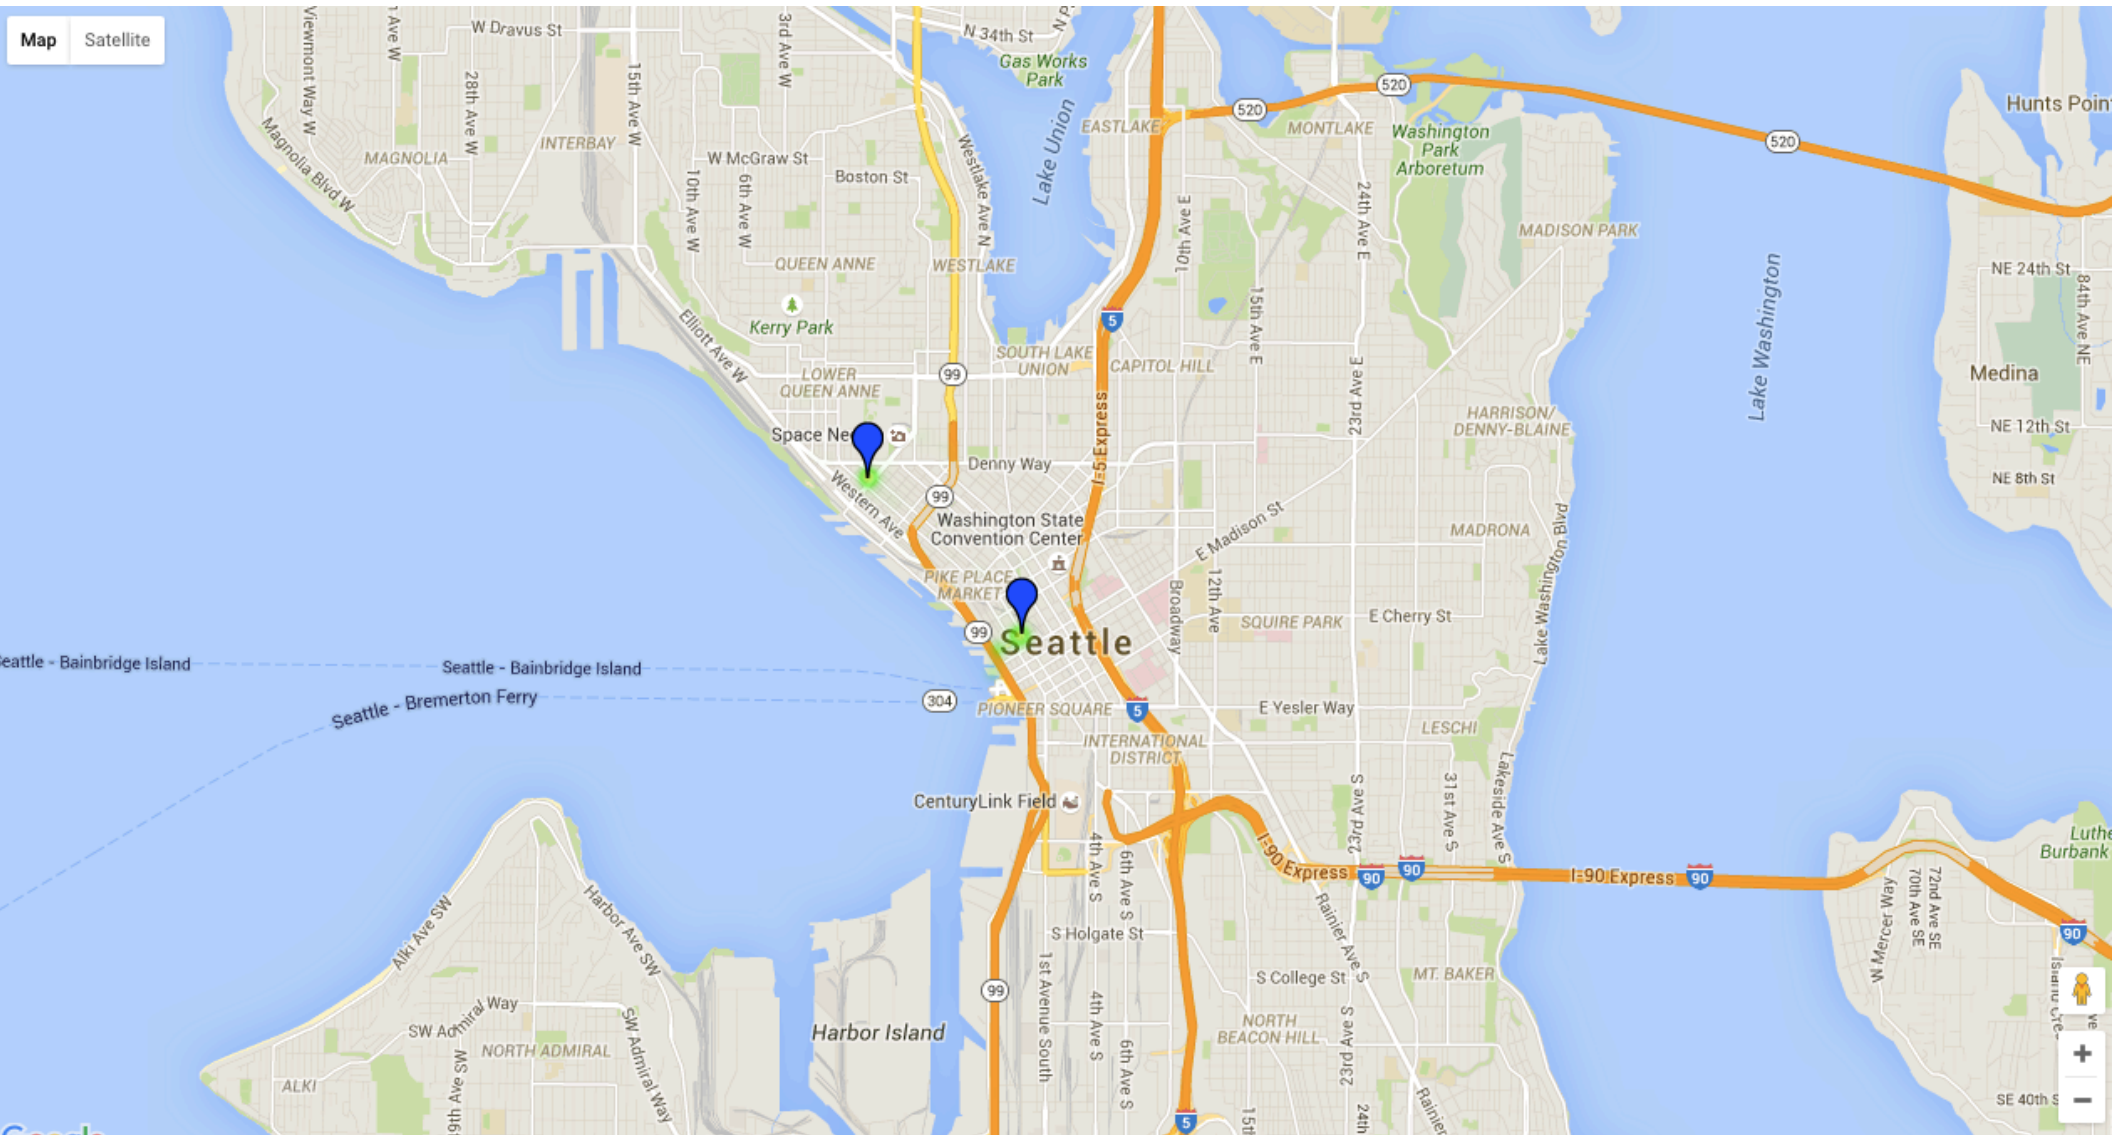 Map
Satellite
Viewmont Way W
W Dravus St
3rd Ave W
N 34th St
Gas Works
Park
15th Ave W
28th Ave W
Magnolia Blvd W
MAGNOLIA
INTERBAY
W McGraw St
Boston St
10th Ave W
6th Ave W
Westlake Ave N
Lake Union
EASTLAKE
520
520
520
MONTLAKE
Washington
Park
Arboretum
Hunts Point
10th Ave E
24th Ave E
MADISON PARK
QUEEN ANNE
WESTLAKE
NE 24th St
84th Ave NE
Lake Washington
Kerry Park
Elliott Ave W
5
15th Ave E
SOUTH LAKE
UNION
CAPITOL HILL
LOWER
QUEEN ANNE
99
23rd Ave E
Medina
I-5 Express
HARRISON/
DENNY-BLAINE
NE 12th St
Space Nee
Denny Way
NE 8th St
Western Ave
99
Washington State
Convention Center
E Madison St
MADRONA
Lake Washington Blvd
PIKE PLACE
MARKET
Broadway
12th Ave
E Cherry St
SQUIRE PARK
99
Seattle
eattle - Bainbridge Island
Seattle - Bainbridge Island
Seattle - Bremerton Ferry
304
PIONEER SQUARE
5
E Yesler Way
LESCHI
INTERNATIONAL
DISTRICT
CenturyLink Field
23rd Ave S
31st Ave S
Lakeside Ave S
4th Ave S
6th Ave S
I-90 Express
90
90
I-90 Express
90
Luthe
Burbank
W Mercer Way
70th Ave SE
72nd Ave SE
90
Alki Ave SW
Harbor Ave SW
Rainier Ave S
S Holgate St
S College St
MT. BAKER
99
1st Avenue South
4th Ave S
6th Ave S
23rd Ave S
SW Admiral Way
SW Admiral Way
NORTH ADMIRAL
ALKI
Harbor Island
NORTH
BEACON HILL
Rainier
24th
15th
5
SE 40th S
Google